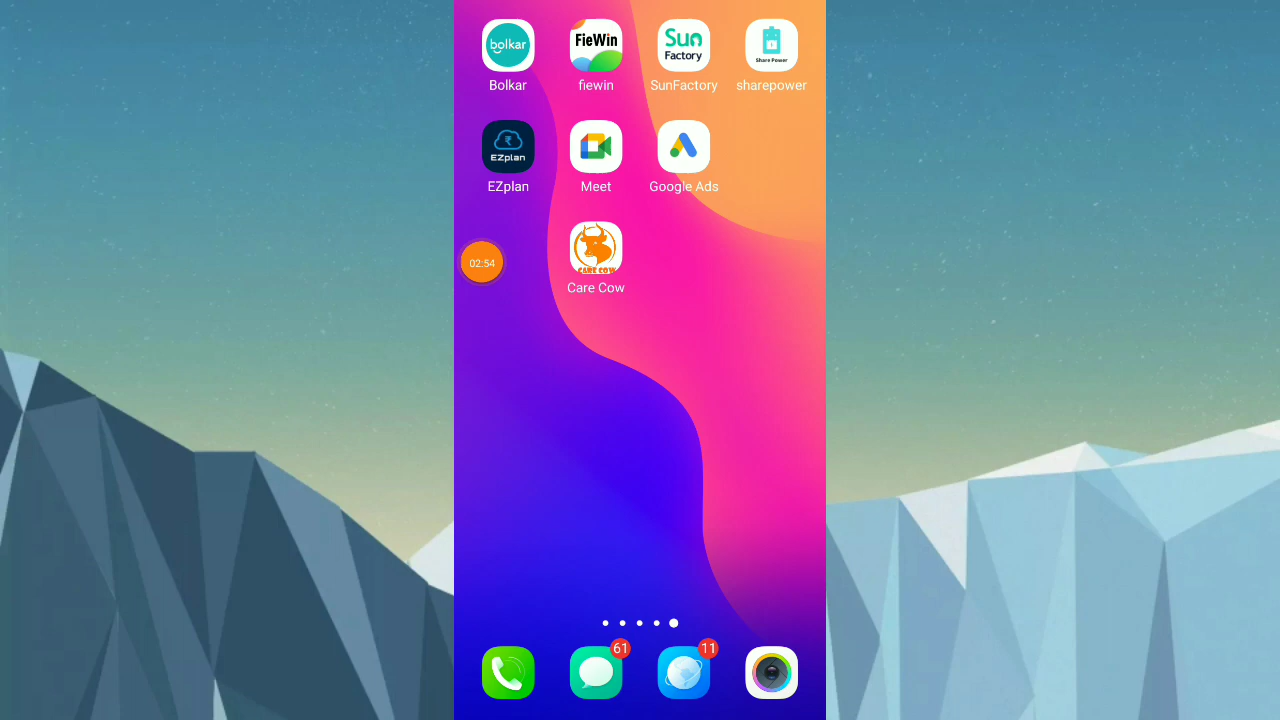 bolkar
FieWin
Sun
Factory
Share Power
Bolkar
fiewin
SunFactory
sharepower
₹
EZplan
EZplan
Meet
Google Ads
02:54
CARE COW
Care Cow
61
11